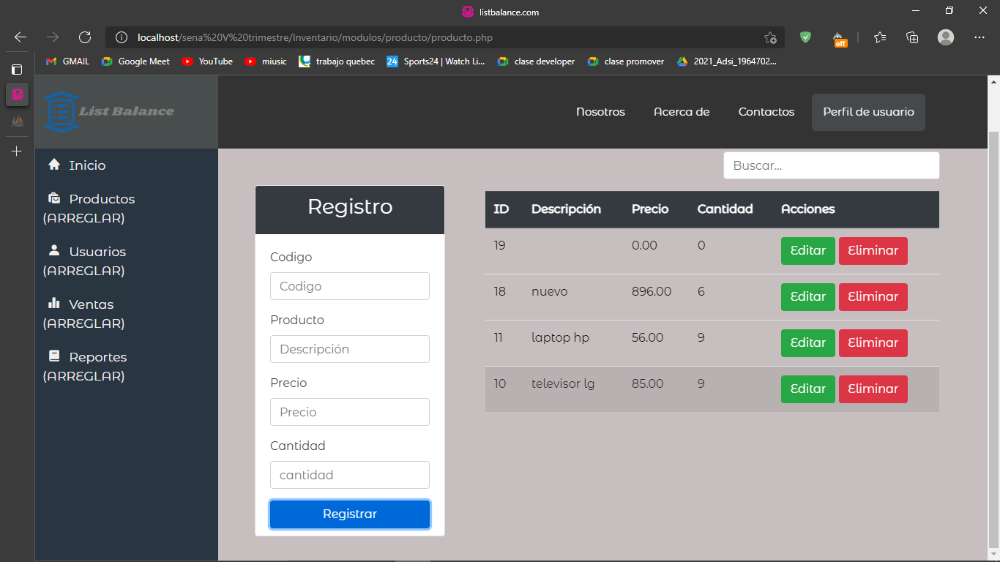 listbalance.com
localhost/sena%20V%20trimestre/Inventario/modulos/producto/producto.php
off
GMAIL
Google Meet
YouTube
miusic
trabajo quebec
24
Sports24 | Watch Li...
clase developer
clase promover
2021_Adsi_1964702...
List Balance
Nosotros
Acerca de
Contactos
Perfil de usuario
Inicio
Productos
(ARREGLAR)
Usuarios
(ARREGLAR)
Ventas
(ARREGLAR)
Reportes
(ARREGLAR)
Buscar...
Registro
Codigo
Codigo
Producto
Descripción
Precio
Precio
Cantidad
cantidad
Registrar
ID Descripción Precio Cantidad Acciones
19 0.00 0 Editar Eliminar
18 nuevo 896.00 6 Editar Eliminar
11 laptop hp 56.00 9 Editar Eliminar
10 televisor lg 85.00 9 Editar Eliminar